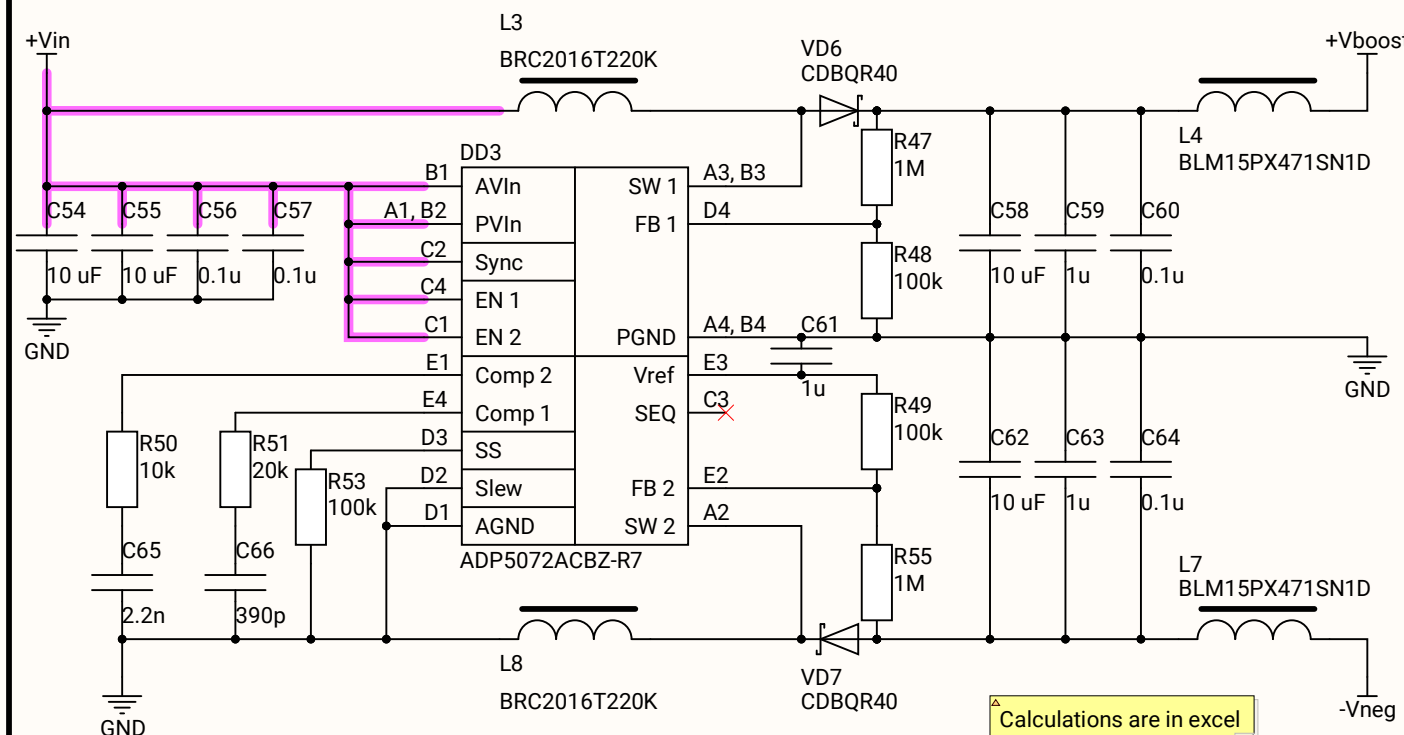 L3
+Vin
BRC2016T220K
VD6
CDBQR40
+Vboost
DD3
R47
1M
L4
BLM15PX471SN1D
B1
AVIn
SW 1
A3, B3
C54
C55
C56
C57
A1, B2
PVIn
FB 1
D4
C58
C59
C60
C2
Sync
R48
100k
10 uF
10 uF
0.1u
0.1u
10 uF
1u
0.1u
C4
EN 1
C1
EN 2
PGND
A4, B4
C61
GND
E1
Comp 2
Vref
E3
1u
GND
E4
Comp 1
SEQ
C3
R49
100k
R50
10k
R51
20k
D3
SS
C62
C63
C64
R53
100k
D2
Slew
FB 2
E2
10 uF
1u
0.1u
D1
AGND
SW 2
A2
C65
C66
ADP5072ACBZ-R7
R55
1M
L7
BLM15PX471SN1D
2.2n
390p
L8
BRC2016T220K
VD7
CDBQR40
GND
Calculations are in excel
-Vneg